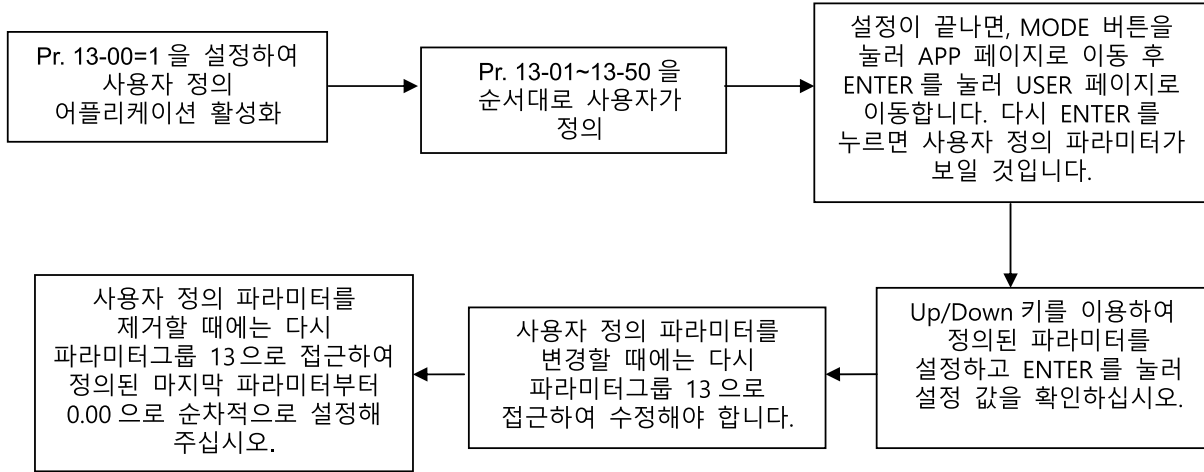 Pr. 13-00=1 을 설정하여
사용자 정의
어플리케이션 활성화
Pr. 13-01~13-50 을
순서대로 사용자가
정의
설정이 끝나면, MODE 버튼을
눌러 APP 페이지로 이동 후
ENTER 를 눌러 USER 페이지로
이동합니다. 다시 ENTER 를
누르면 사용자 정의 파라미터가
보일 것입니다.
Up/Down 키를 이용하여
정의된 파라미터를
설정하고 ENTER 를 눌러
설정 값을 확인하십시오.
사용자 정의 파라미터를
변경할 때에는 다시
파라미터그룹 13 으로
접근하여 수정해야 합니다.
사용자 정의 파라미터를
제거할 때에는 다시
파라미터그룹 13 으로 접근하여
정의된 마지막 파라미터부터
0.00 으로 순차적으로 설정해
주십시오.